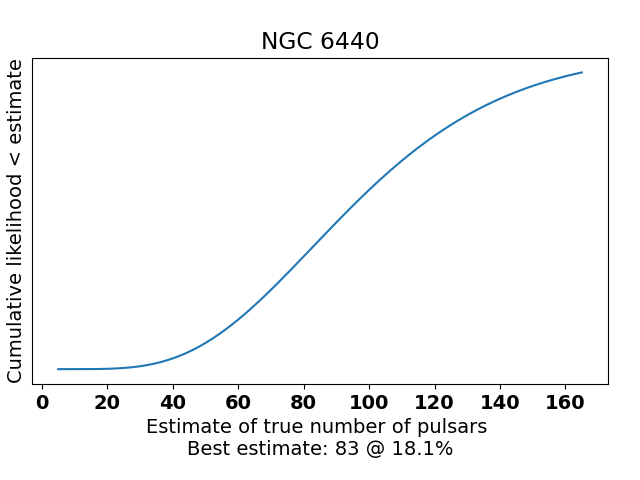 NGC 6440
Cumulative likelihood < estimate
0 20 40 60 80 100 120 140 160
Estimate of true number of pulsars
Best estimate: 83 @ 18.1%